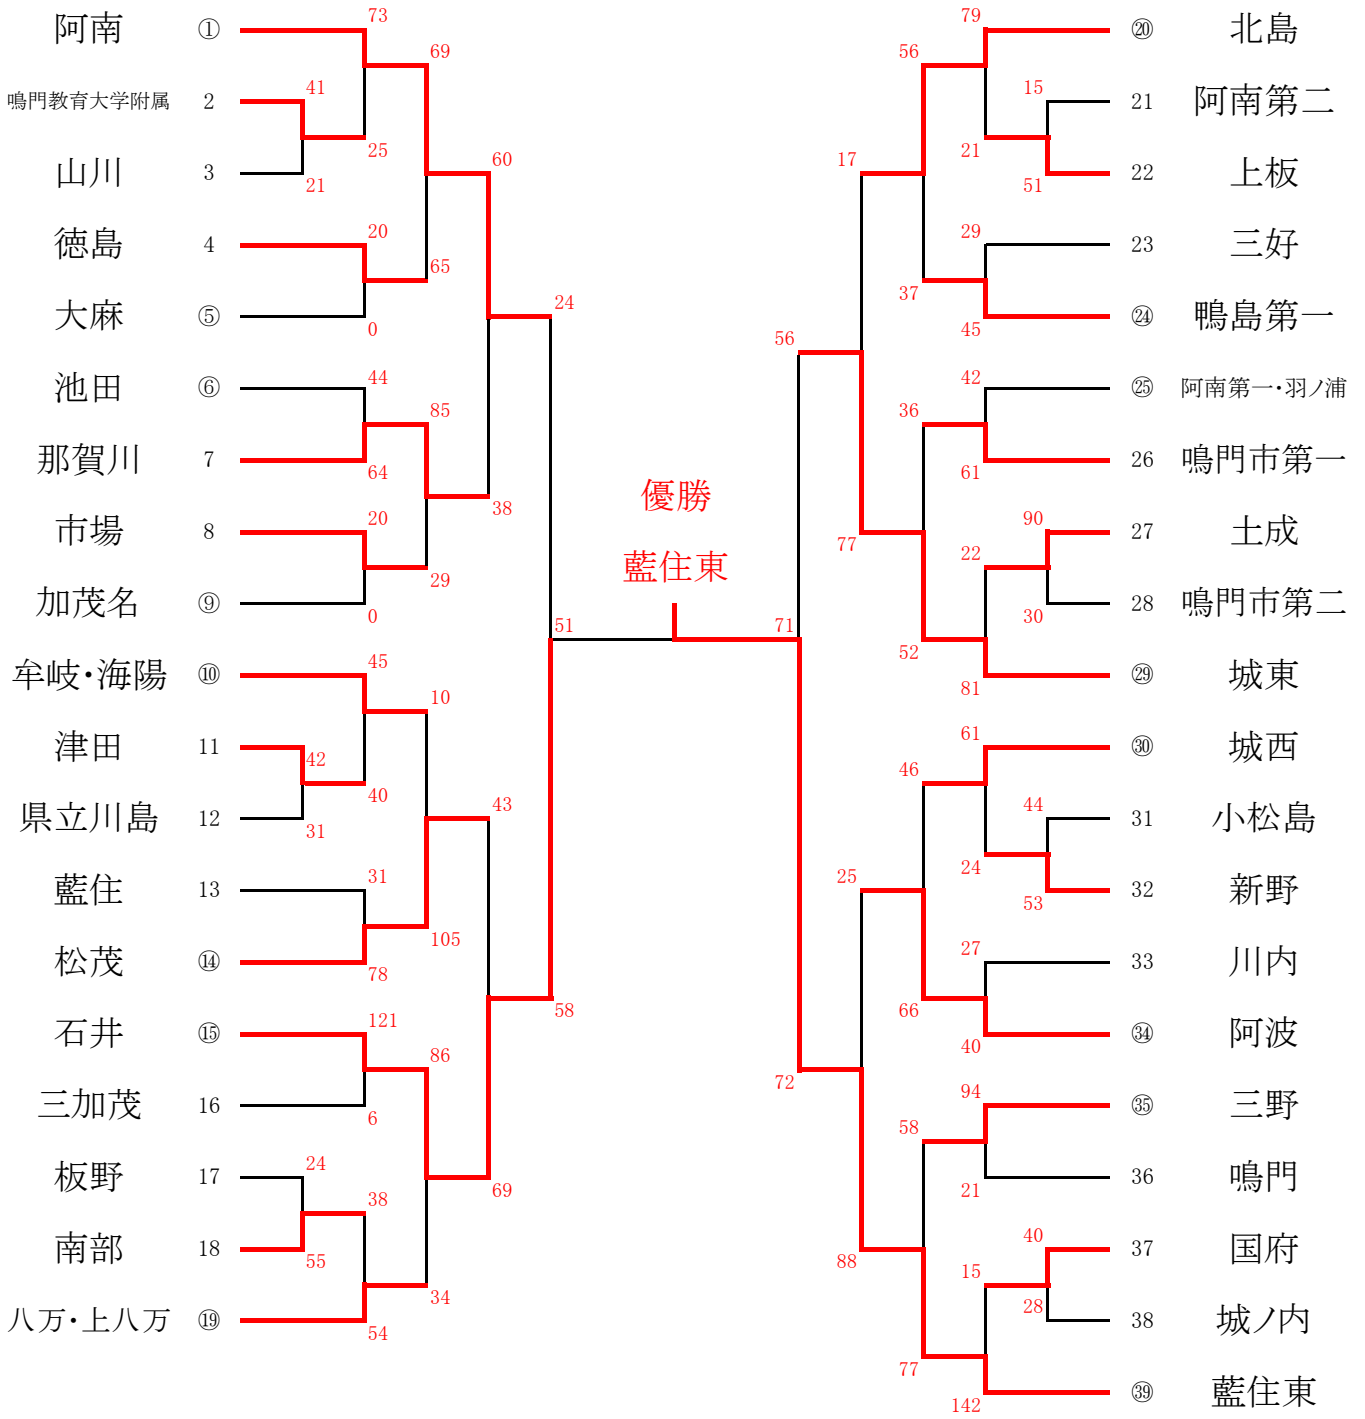 阿南 ① 73 79 ⑳ 北島
69 56
鳴門教育大学附属 2 41 15 21 阿南第二
25 21
山川 3 21 60 17 51 22 上板
徳島 4 20 29 23 三好
65 37
大麻 ⑤ 0 24 45 ㉔ 鴨島第一
56
池田 ⑥ 44 42 ㉕ 阿南第一・羽ノ浦
85 36
那賀川 7 64 61 26 鳴門市第一
38 優勝
市場 8 20 77 22 90 27 土成
29 藍住東
加茂名 ⑨ 0 30 28 鳴門市第二
51 71 52
牟岐・海陽 ⑩ 45 81 ㉙ 城東
10
津田 11 42 46 61 ㉚ 城西
40
県立川島 12 31 43 44 31 小松島
藍住 13 31 25 24 53 32 新野
105
松茂 ⑭ 78 27 33 川内
58 66
石井 ⑮ 121 40 ㉞ 阿波
86 72
三加茂 16 6 94 ㉟ 三野
58
板野 17 24 38 69 21 36 鳴門
南部 18 55 88 15 40 37 国府
34 28
八万・上八万 ⑲ 54 38 城ノ内
77
142 ㊴ 藍住東